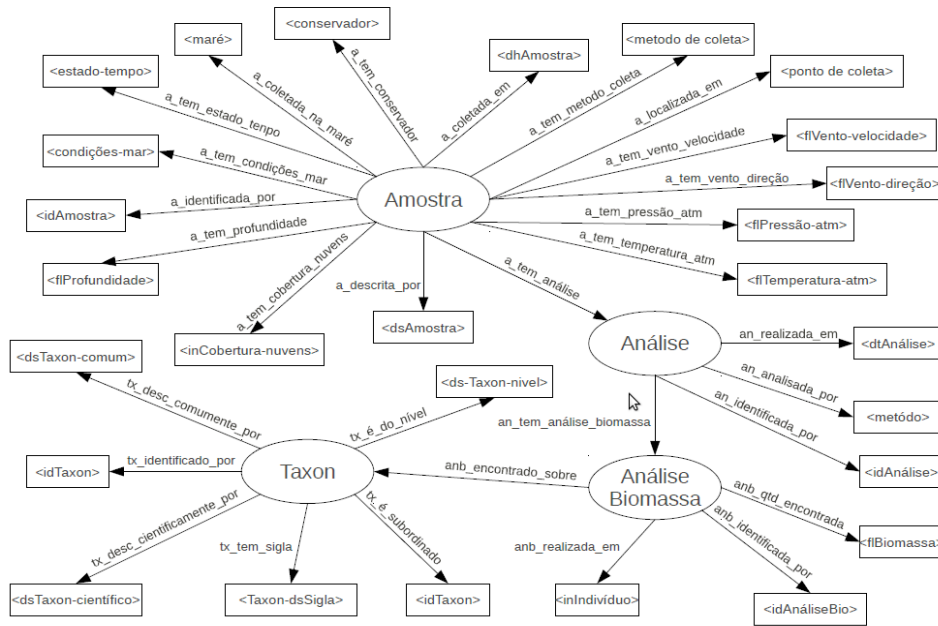 <conservador>
<maré>
<metodo de coleta>
<dhAmostra>
<estado-tempo>
<ponto de coleta>
a_coletada_na_maré
a_tem_conservador
a_coletada_em
a_tem_metodo_coleta
a_localizada_em
a_tem_estado_tenpo
<flVento-velocidade>
<condições-mar>
a_tem_condições_mar
a_tem_vento_velocidade
a_tem_vento_direção
<flVento-direção>
a_identificada_por
Amostra
<idAmostra>
a_tem_pressão_atm
<flPressão-atm>
a_tem_profundidade
a_tem_temperatura_atm
<flProfundidade>
a_tem_cobertura_nuvens
a_descrita_por
a_tem_análise
<flTemperatura-atm>
<dsAmostra>
<inCobertura-nuvens>
an_realizada_em
Análise
<dtAnálise>
<dsTaxon-comum>
<ds-Taxon-nivel>
an_analisada_por
tx_desc_comumente_por
tx_é_do_nível
an_tem_análise_biomassa
an_identificada_por
<metódo>
tx_identificado_por
Taxon
anb_encontrado_sobre
<idTaxon>
<idAnálise>
Análise
Biomassa
anb_qtd_encontrada
tx_desc_cientificamente_por
tx_tem_sigla
tx_é_subordinado
anb_realizada_em
anb_identificada_por
<flBiomassa>
<dsTaxon-científico>
<Taxon-dsSigla>
<idTaxon>
<inIndivíduo>
<idAnáliseBio>